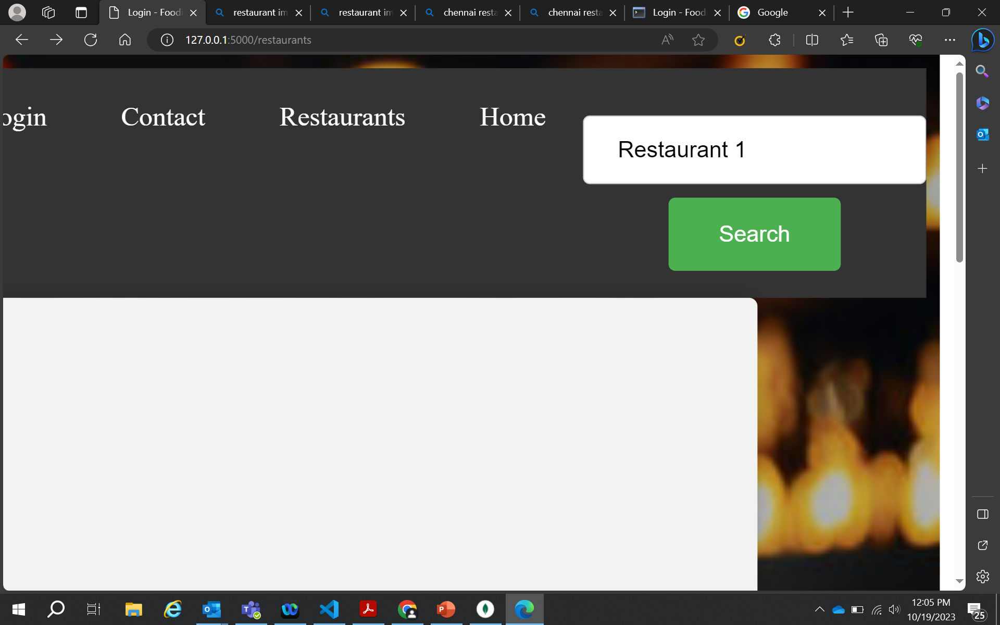 Login - Foodi
restaurant im
restaurant im
chennai resta
chennai resta
Login - Food
Google
127.0.0.1:5000/restaurants
ogin
Contact
Restaurants
Home
Restaurant 1
Search
12:05 PM
10/19/2023
25